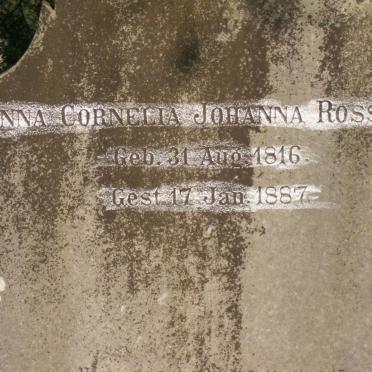 NNA CORNELIA JOHANNA ROSS
Geb. 31 Aug. 1816
Gest 17 Jan. 1887